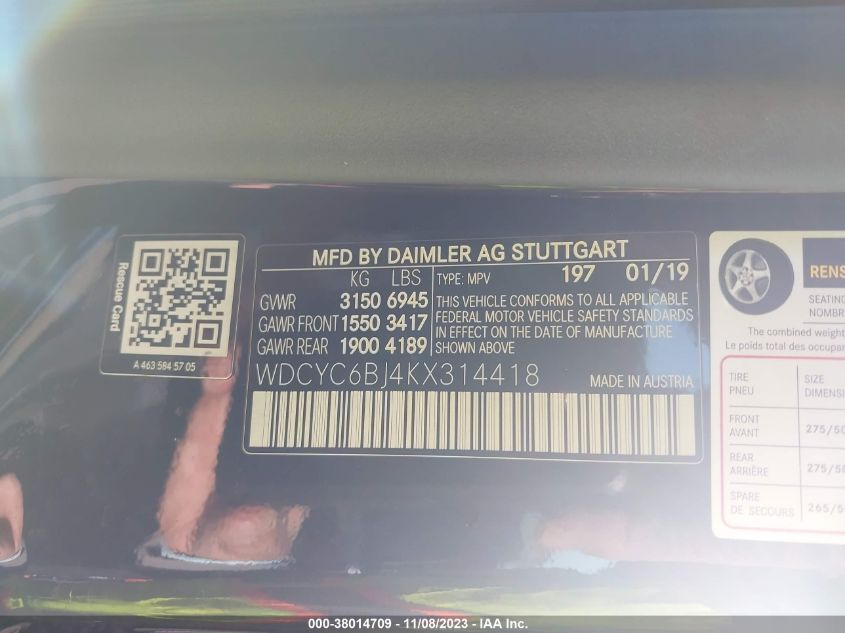 Rescue Card
A 463 584 57 05
MFD BY DAIMLER AG STUTTGART
KG LBS TYPE: MPV 197 01/19
GVWR 3150 6945
GAWR FRONT 1550 3417
GAWR REAR 1900 4189
THIS VEHICLE CONFORMS TO ALL APPLICABLE
FEDERAL MOTOR VEHICLE SAFETY STANDARDS
IN EFFECT ON THE DATE OF MANUFACTURE
SHOWN ABOVE
WDCYC6BJ4KX314418 MADE IN AUSTRIA
RENS
SEATING
The combined weight
Le poids total des occupa
TIRE SIZE
PNEU DIMENSI
FRONT
AVANT 275/50
REAR
ARRIÈRE 275/50
SPARE
DE SECOURS 265/5
000-38014709 - 11/08/2023 - IAA Inc.